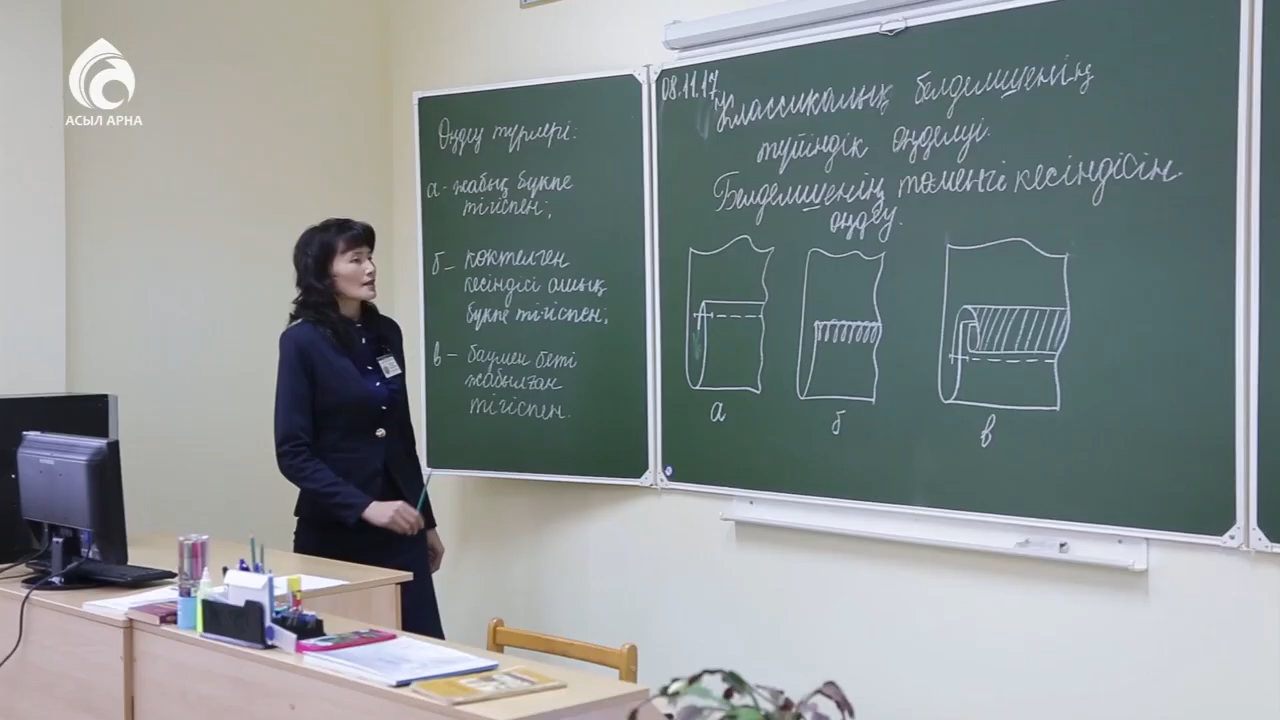 АСЫЛ АРНА
Өңдеу түрлері:
а - жабық бүкпе
тігіспен;
б - көктелген
кесіндісі ашық
бүкпе тігіспен;
в - баумен беті
жабылған
тігіспен.
08.11.17
Классикалық белдемшенің
түпіндік өңделуі.
Белдемшенің төменгі кесіндісін
өңдеу.
а
б
в